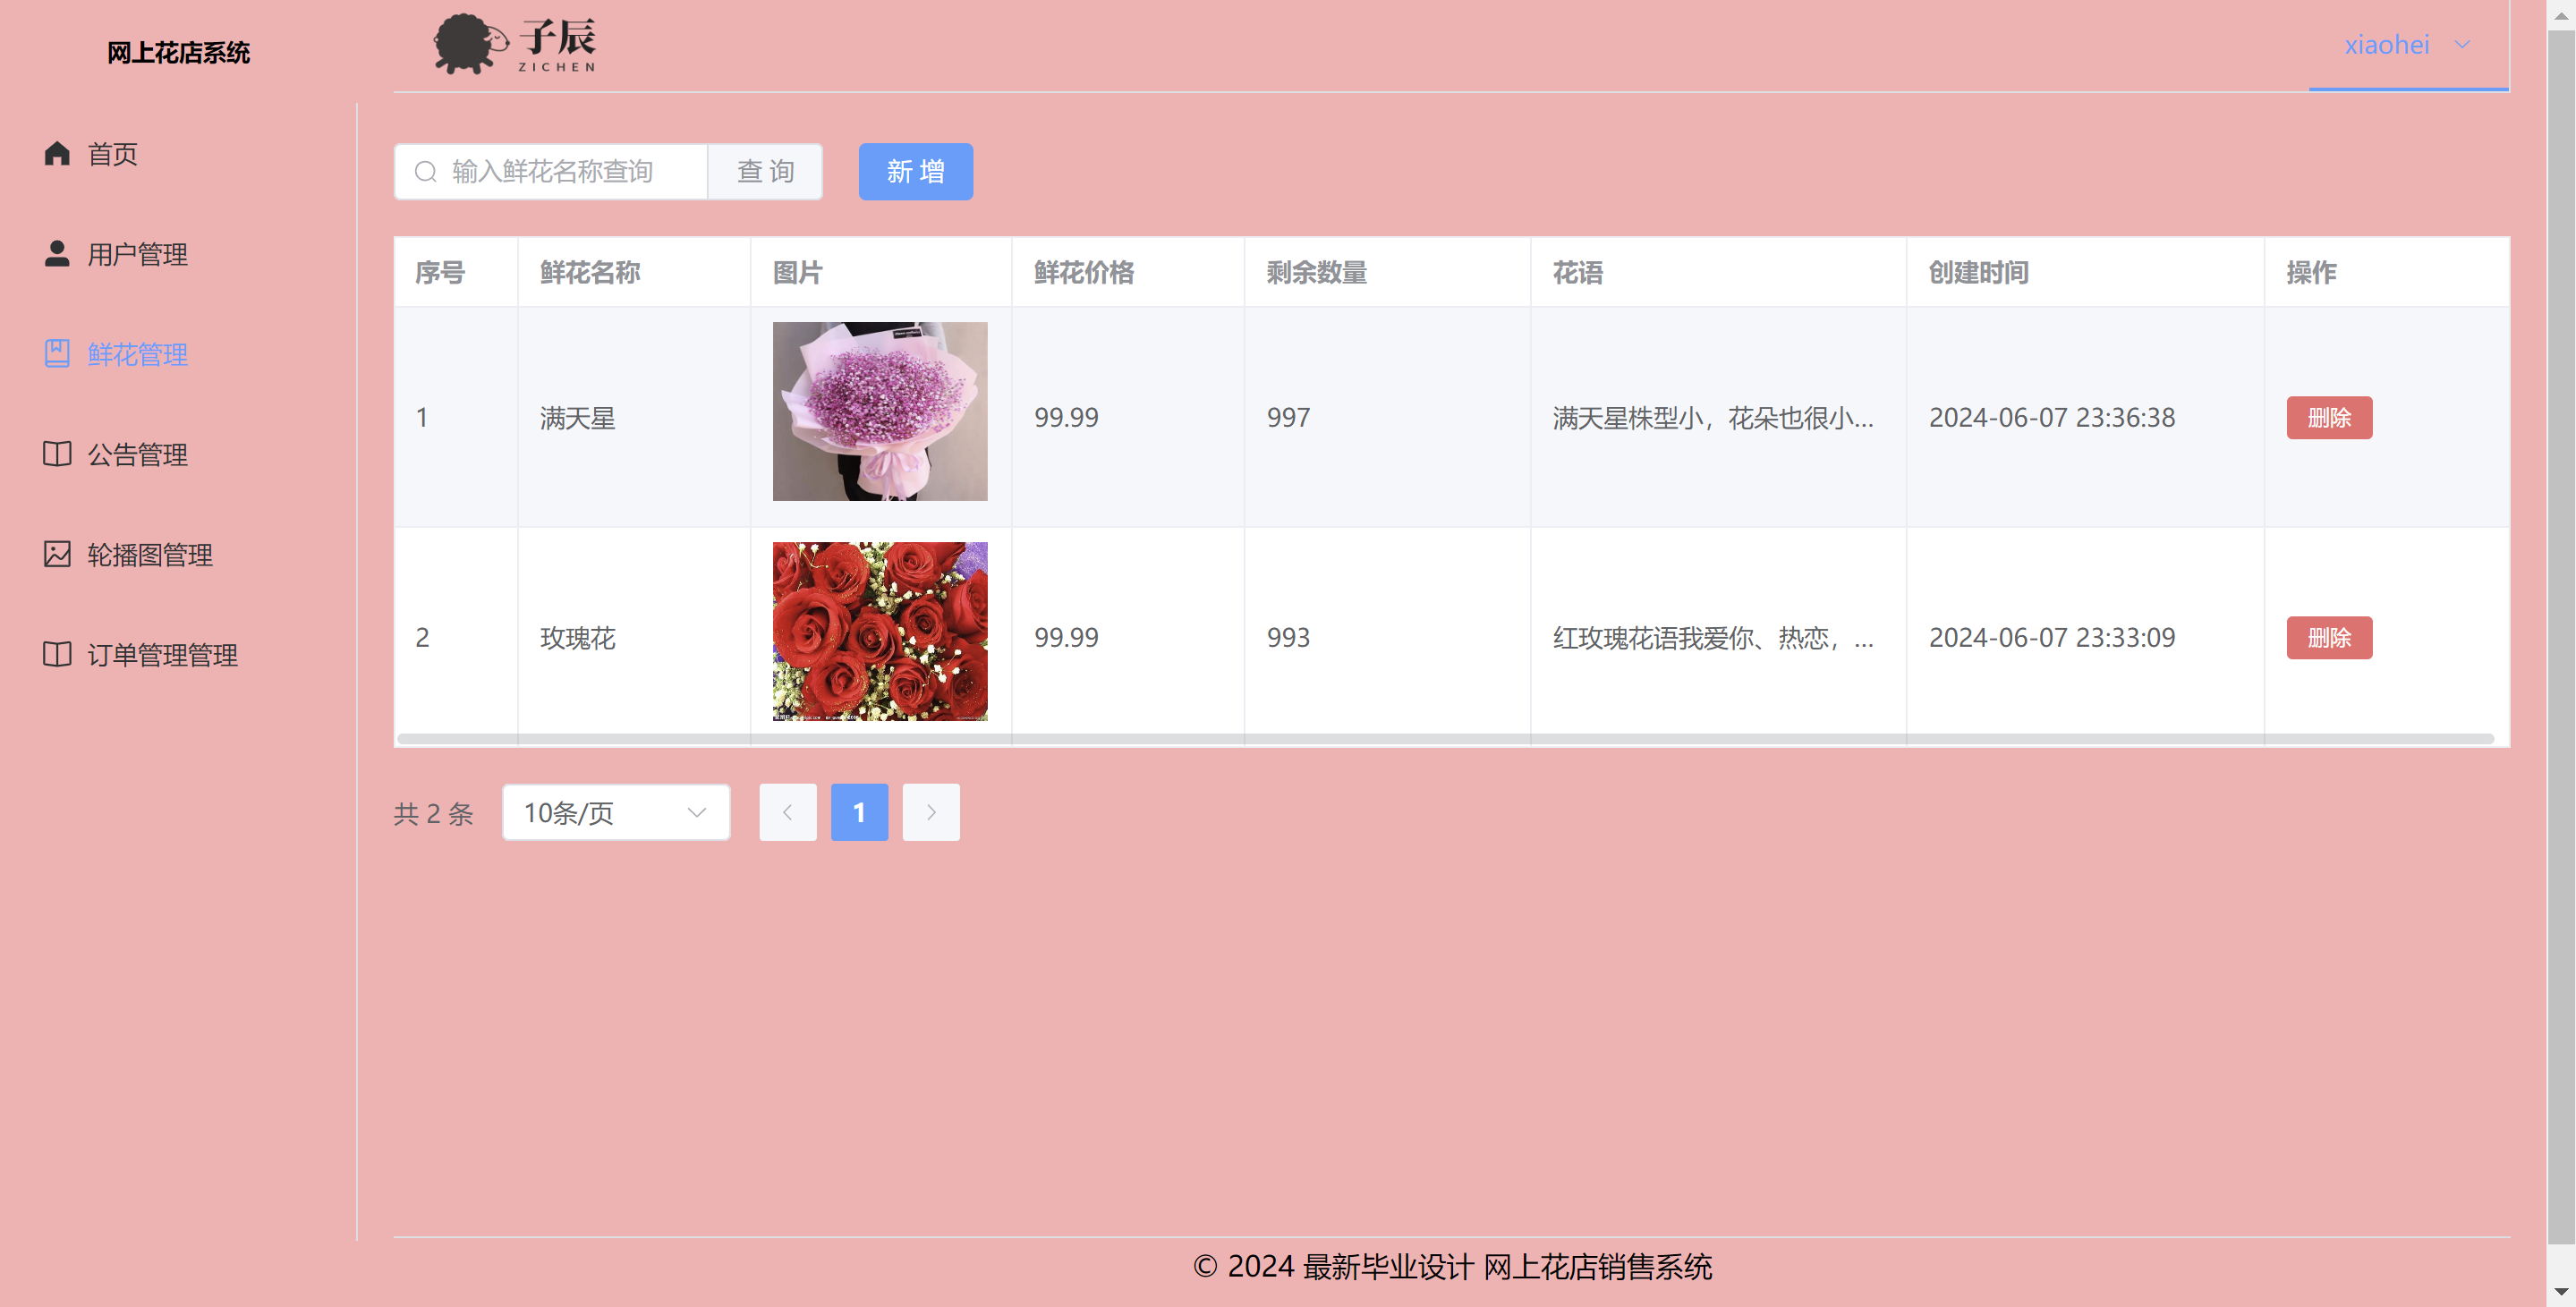 网上花店系统
子辰
ZICHEN
xiaohei
首页
用户管理
鲜花管理
公告管理
轮播图管理
订单管理管理
输入鲜花名称查询 查 询 新 增
序号 鲜花名称 图片 鲜花价格 剩余数量 花语 创建时间 操作
1 满天星 99.99 997 满天星株型小，花朵也很小... 2024-06-07 23:36:38 删除
2 玫瑰花 99.99 993 红玫瑰花语我爱你、热恋，... 2024-06-07 23:33:09 删除
共 2 条 10条/页 1
© 2024 最新毕业设计 网上花店销售系统